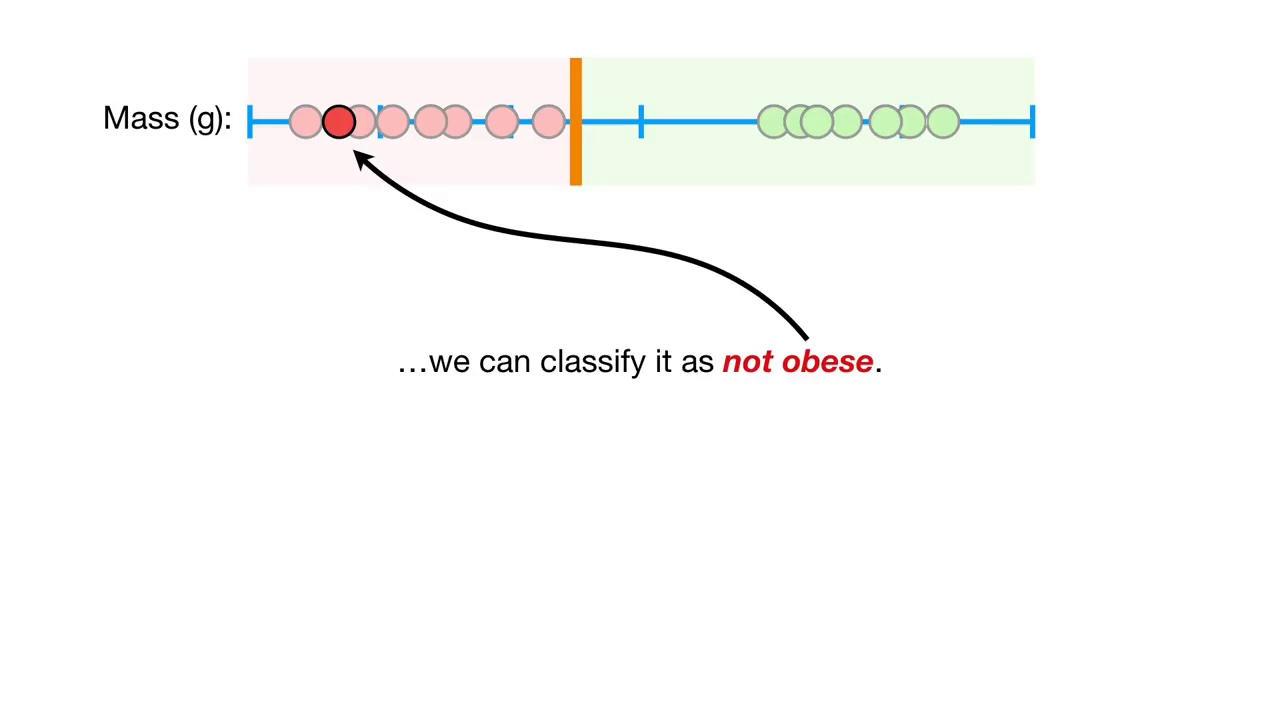 Mass (g):
…we can classify it as not obese.